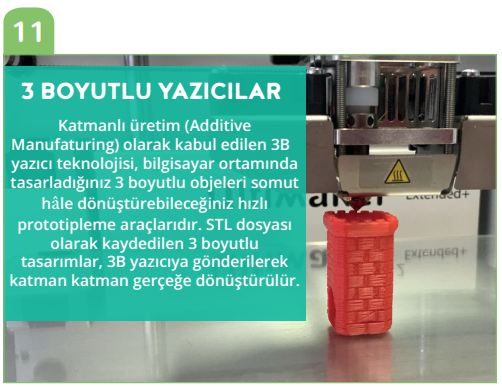 11
3 BOYUTLU YAZICILAR
Katmanlı üretim (Additive
Manufaturing) olarak kabul edilen 3B
yazıcı teknolojisi, bilgisayar ortamında
tasarladığınız 3 boyutlu objeleri somut
hâle dönüştürebileceğiniz hızlı
prototipleme araçlarıdır. STL dosyası
olarak kaydedilen 3 boyutlu
tasarımlar, 3B yazıcıya gönderilerek
katman katman gerçeğe dönüştürülür.
Extended+